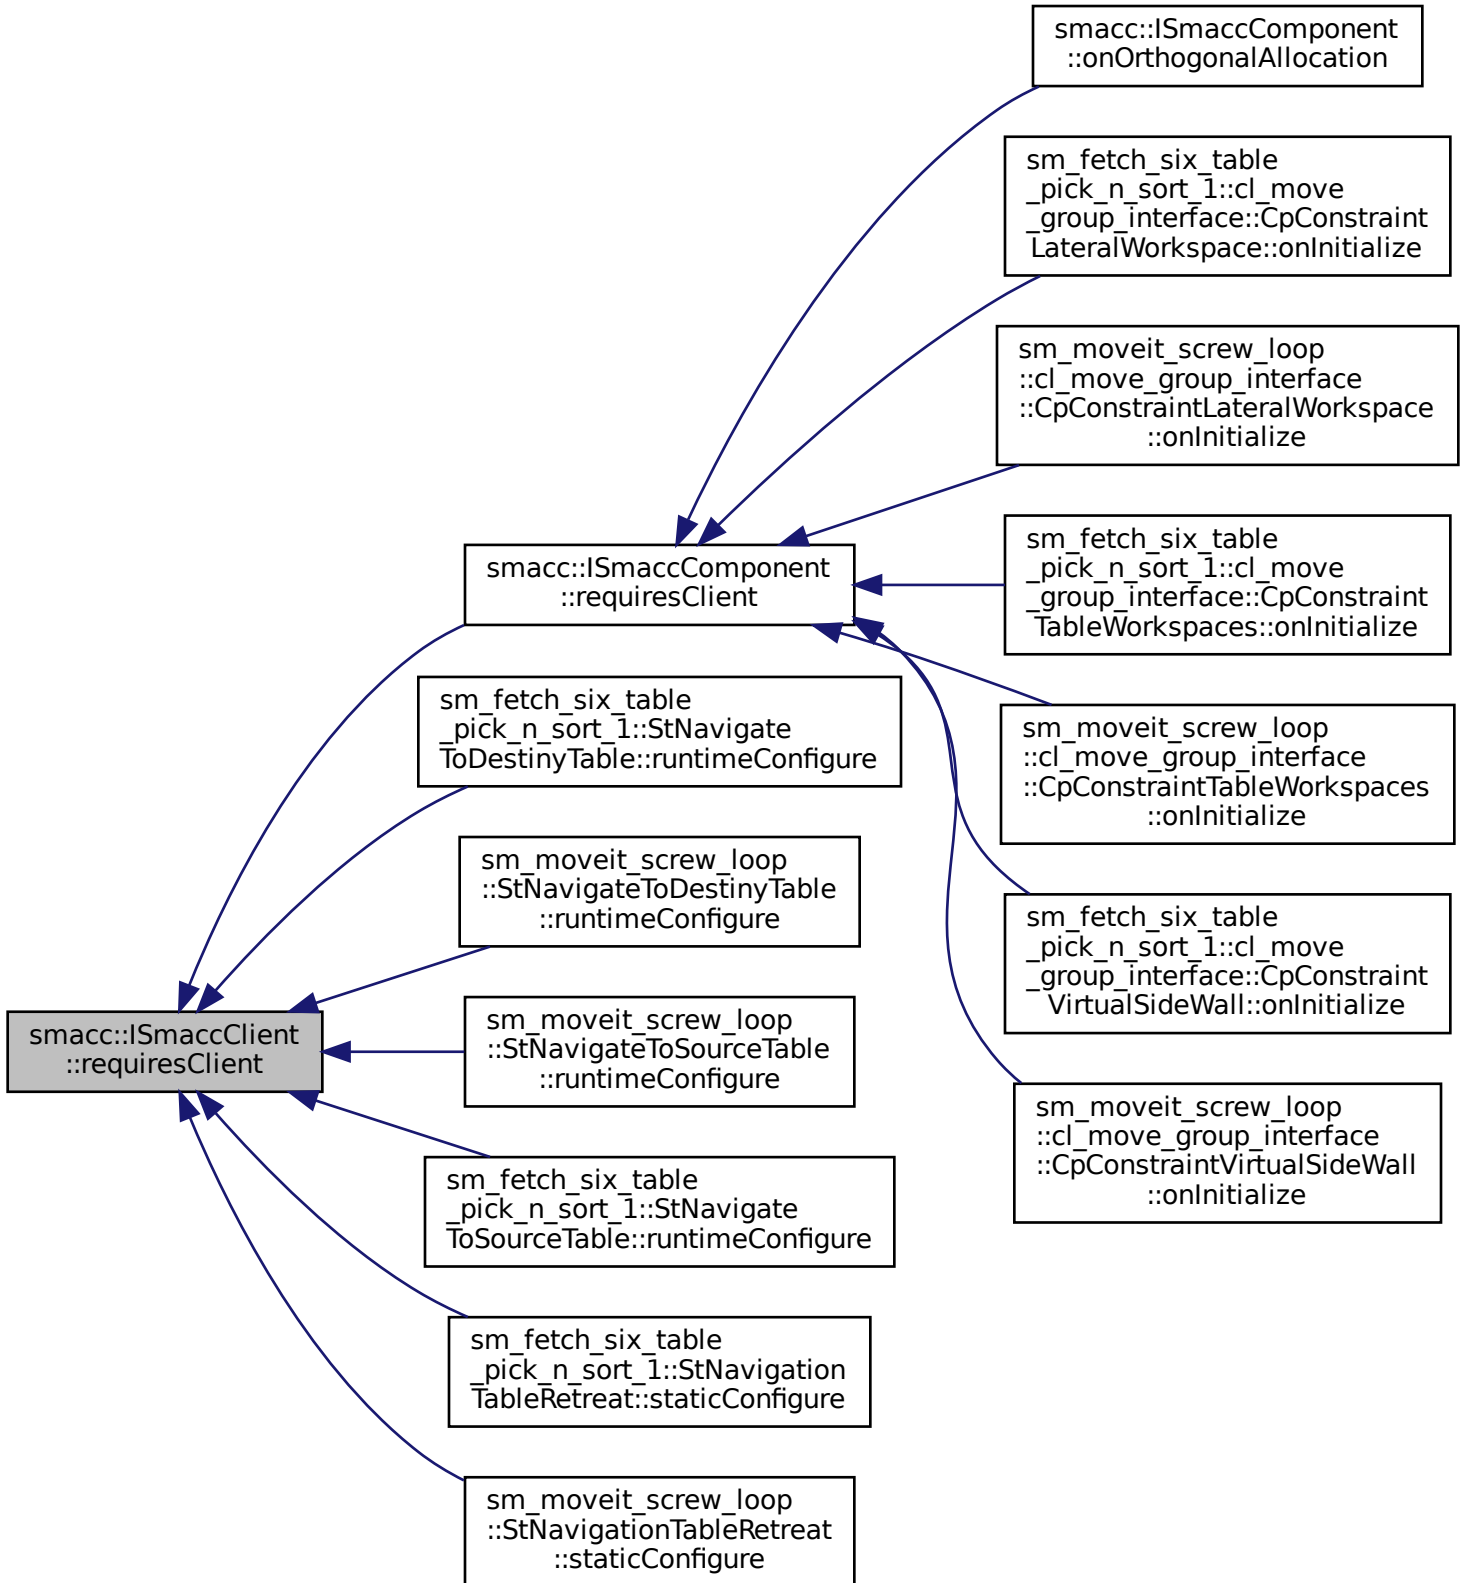 smacc::ISmaccComponent
::onOrthogonalAllocation
sm_fetch_six_table
_pick_n_sort_1::cl_move
_group_interface::CpConstraint
LateralWorkspace::onInitialize
sm_moveit_screw_loop
::cl_move_group_interface
::CpConstraintLateralWorkspace
::onInitialize
smacc::ISmaccComponent
::requiresClient
sm_fetch_six_table
_pick_n_sort_1::cl_move
_group_interface::CpConstraint
TableWorkspaces::onInitialize
sm_fetch_six_table
_pick_n_sort_1::StNavigate
ToDestinyTable::runtimeConfigure
sm_moveit_screw_loop
::cl_move_group_interface
::CpConstraintTableWorkspaces
::onInitialize
sm_moveit_screw_loop
::StNavigateToDestinyTable
::runtimeConfigure
sm_fetch_six_table
_pick_n_sort_1::cl_move
_group_interface::CpConstraint
VirtualSideWall::onInitialize
smacc::ISmaccClient
::requiresClient
sm_moveit_screw_loop
::StNavigateToSourceTable
::runtimeConfigure
sm_moveit_screw_loop
::cl_move_group_interface
::CpConstraintVirtualSideWall
::onInitialize
sm_fetch_six_table
_pick_n_sort_1::StNavigate
ToSourceTable::runtimeConfigure
sm_fetch_six_table
_pick_n_sort_1::StNavigation
TableRetreat::staticConfigure
sm_moveit_screw_loop
::StNavigationTableRetreat
::staticConfigure